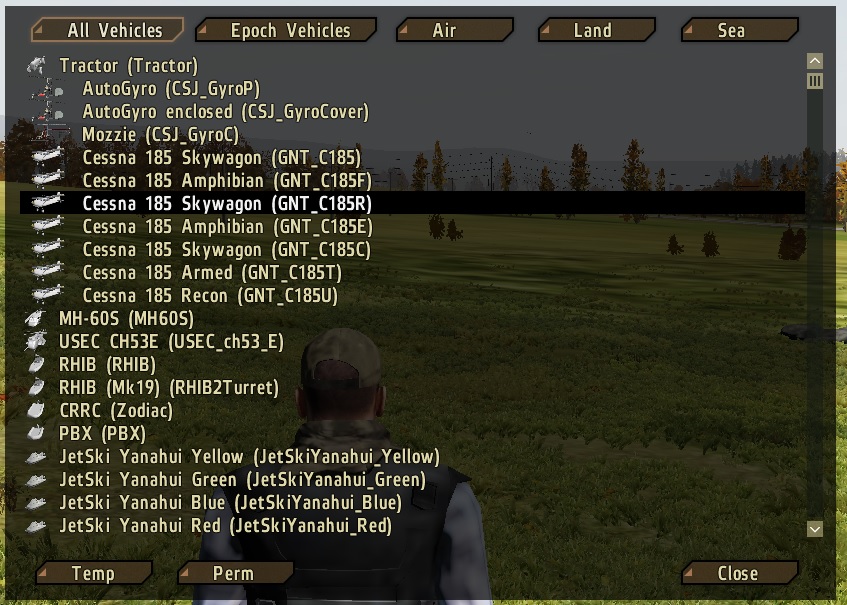 All Vehicles Epoch Vehicles Air Land Sea
Tractor (Tractor)
AutoGyro (CSJ_GyroP)
AutoGyro enclosed (CSJ_GyroCover)
Mozzie (CSJ_GyroC)
Cessna 185 Skywagon (GNT_C185)
Cessna 185 Amphibian (GNT_C185F)
Cessna 185 Skywagon (GNT_C185R)
Cessna 185 Amphibian (GNT_C185E)
Cessna 185 Skywagon (GNT_C185C)
Cessna 185 Armed (GNT_C185T)
Cessna 185 Recon (GNT_C185U)
MH-60S (MH60S)
USEC CH53E (USEC_ch53_E)
RHIB (RHIB)
RHIB (Mk19) (RHIB2Turret)
CRRC (Zodiac)
PBX (PBX)
JetSki Yanahui Yellow (JetSkiYanahui_Yellow)
JetSki Yanahui Green (JetSkiYanahui_Green)
JetSki Yanahui Blue (JetSkiYanahui_Blue)
JetSki Yanahui Red (JetSkiYanahui_Red)
Temp Perm Close